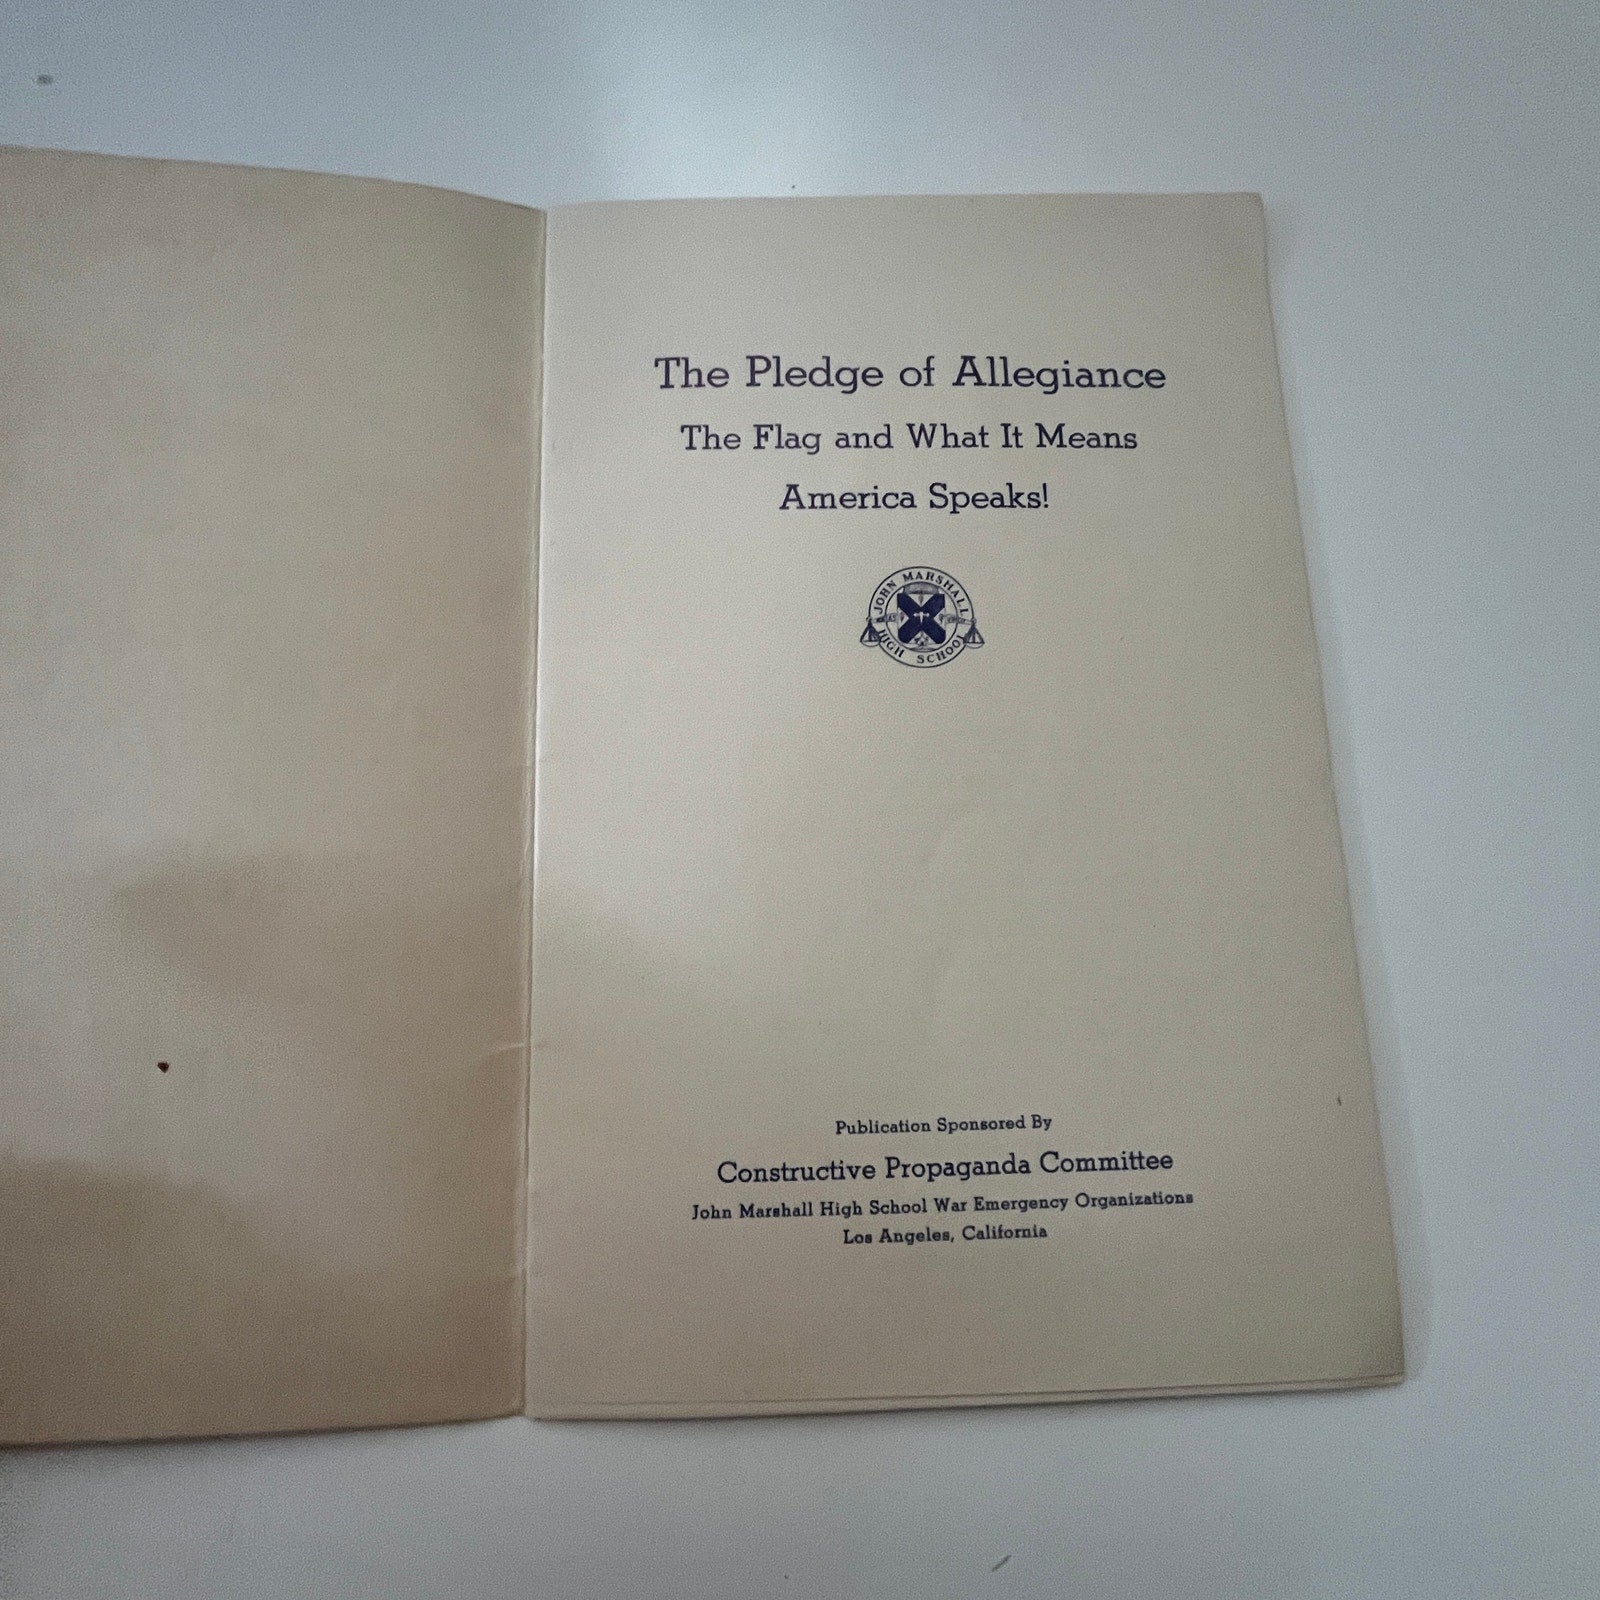 The Pledge of Allegiance
The Flag and What It Means
America Speaks!
JOHN MARSHALL
HIGH SCHOOL
Publication Sponsored By
Constructive Propaganda Committee
John Marshall High School War Emergency Organizations
Los Angeles, California